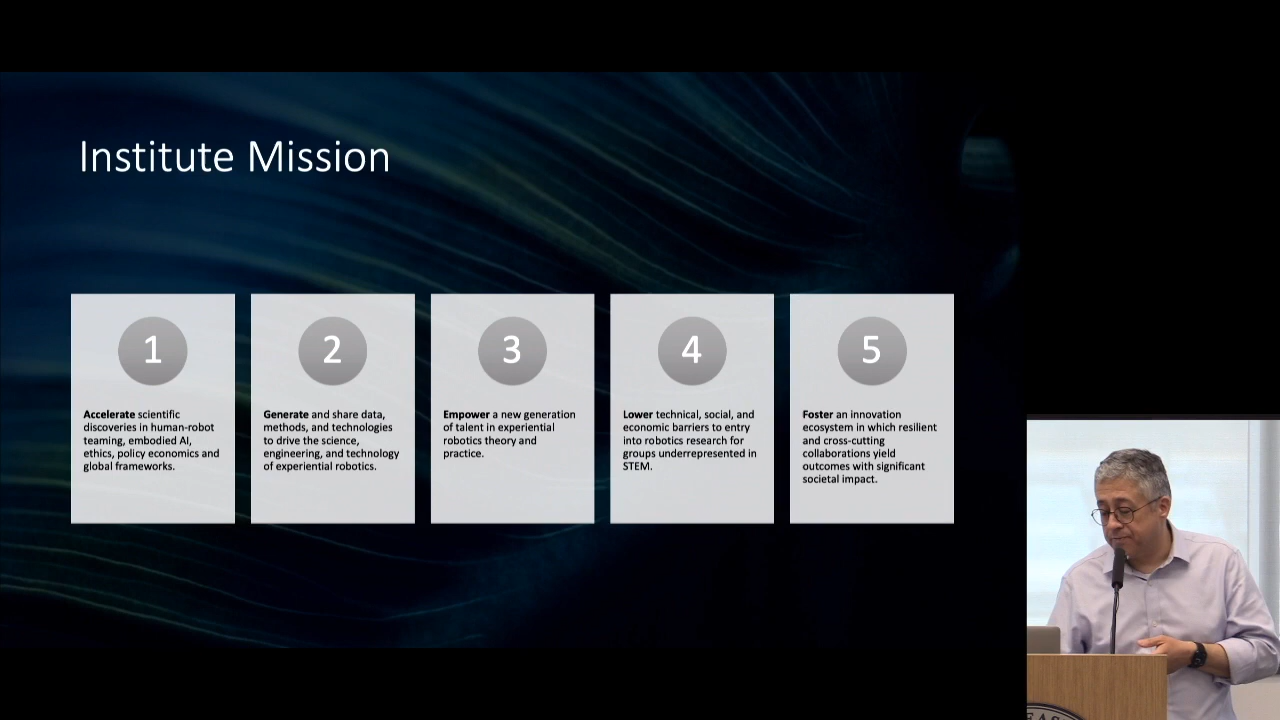 Institute Mission
1
Accelerate scientific
discoveries in human-robot
teaming, embodied AI,
ethics, policy economics and
global frameworks.
2
Generate and share data,
methods, and technologies
to drive the science,
engineering, and technology
of experiential robotics.
3
Empower a new generation
of talent in experiential
robotics theory and
practice.
4
Lower technical, social, and
economic barriers to entry
into robotics research for
groups underrepresented in
STEM.
5
Foster an innovation
ecosystem in which resilient
and cross-cutting
collaborations yield
outcomes with significant
societal impact.